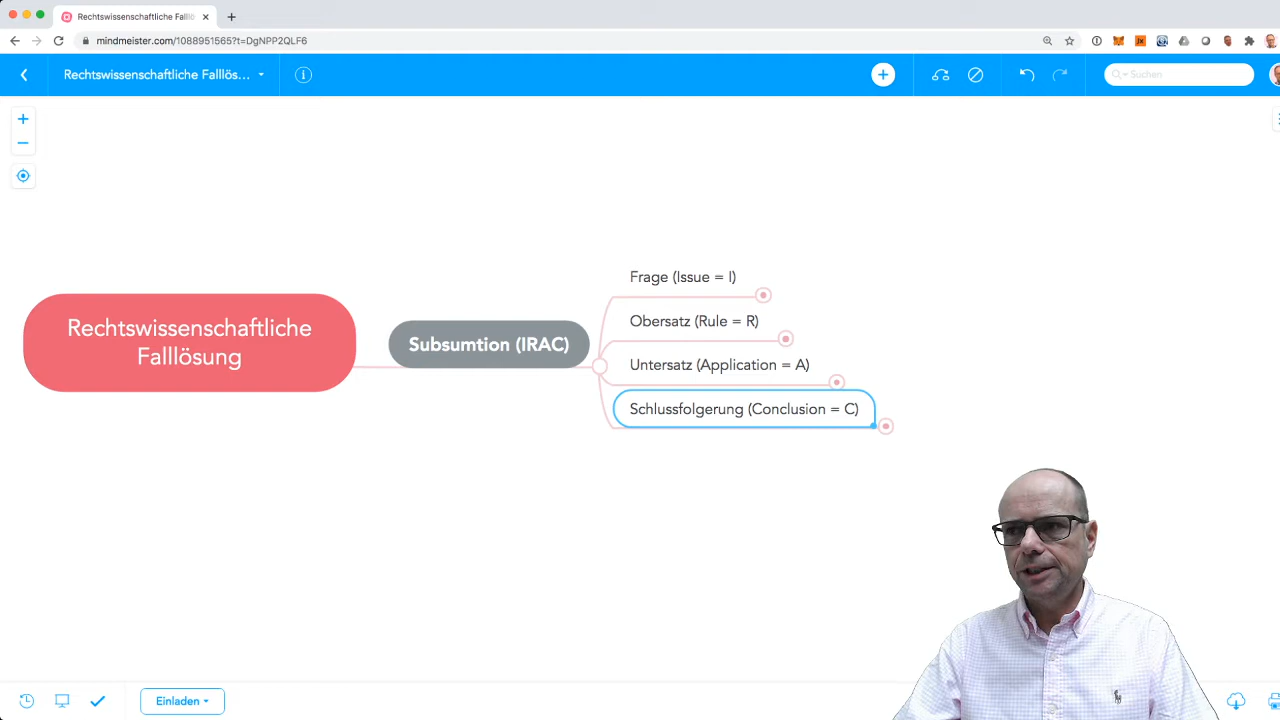 Rechtswissenschaftliche Falllö
mindmeister.com/1088951565?t=DgNPP2QLF6
Rechtswissenschaftliche Falllös...
Suchen
Rechtswissenschaftliche
Falllösung
Subsumtion (IRAC)
Frage (Issue = I)
Obersatz (Rule = R)
Untersatz (Application = A)
Schlussfolgerung (Conclusion = C)
Einladen